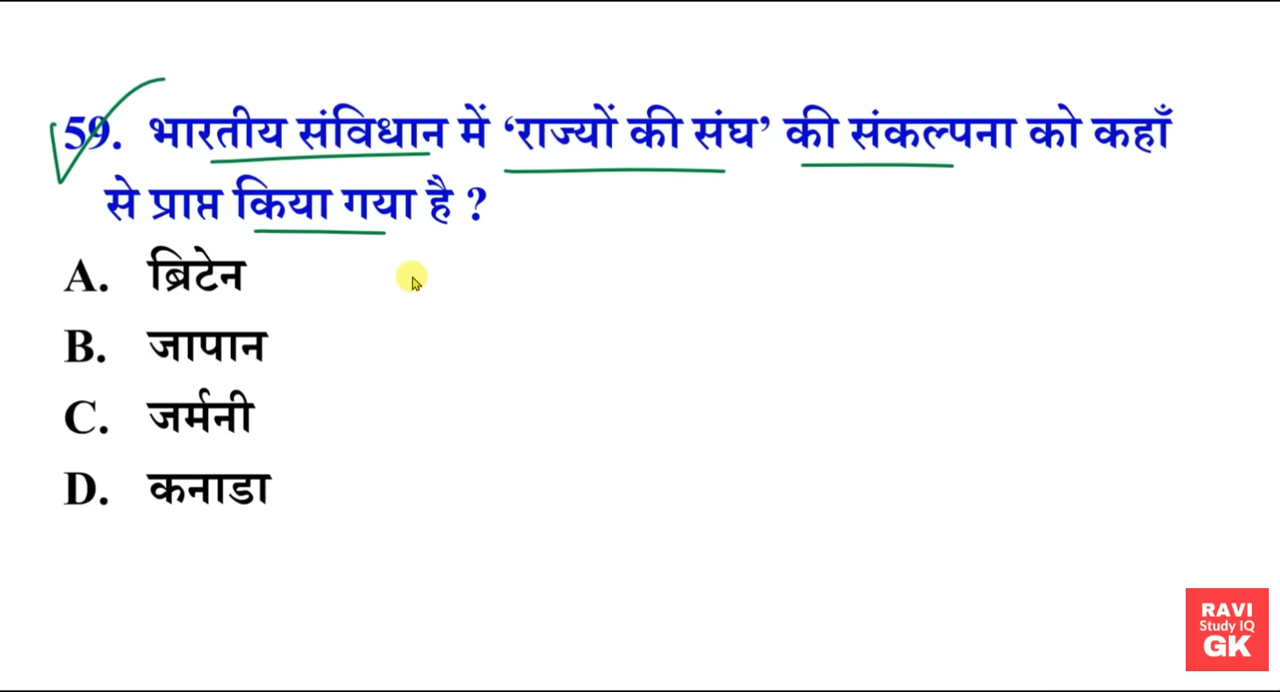 59. भारतीय संविधान में ‘राज्यों की संघ’ की संकल्पना को कहाँ
से प्राप्त किया गया है ?
A. ब्रिटेन
B. जापान
C. जर्मनी
D. कनाडा
RAVI
Study IQ
GK